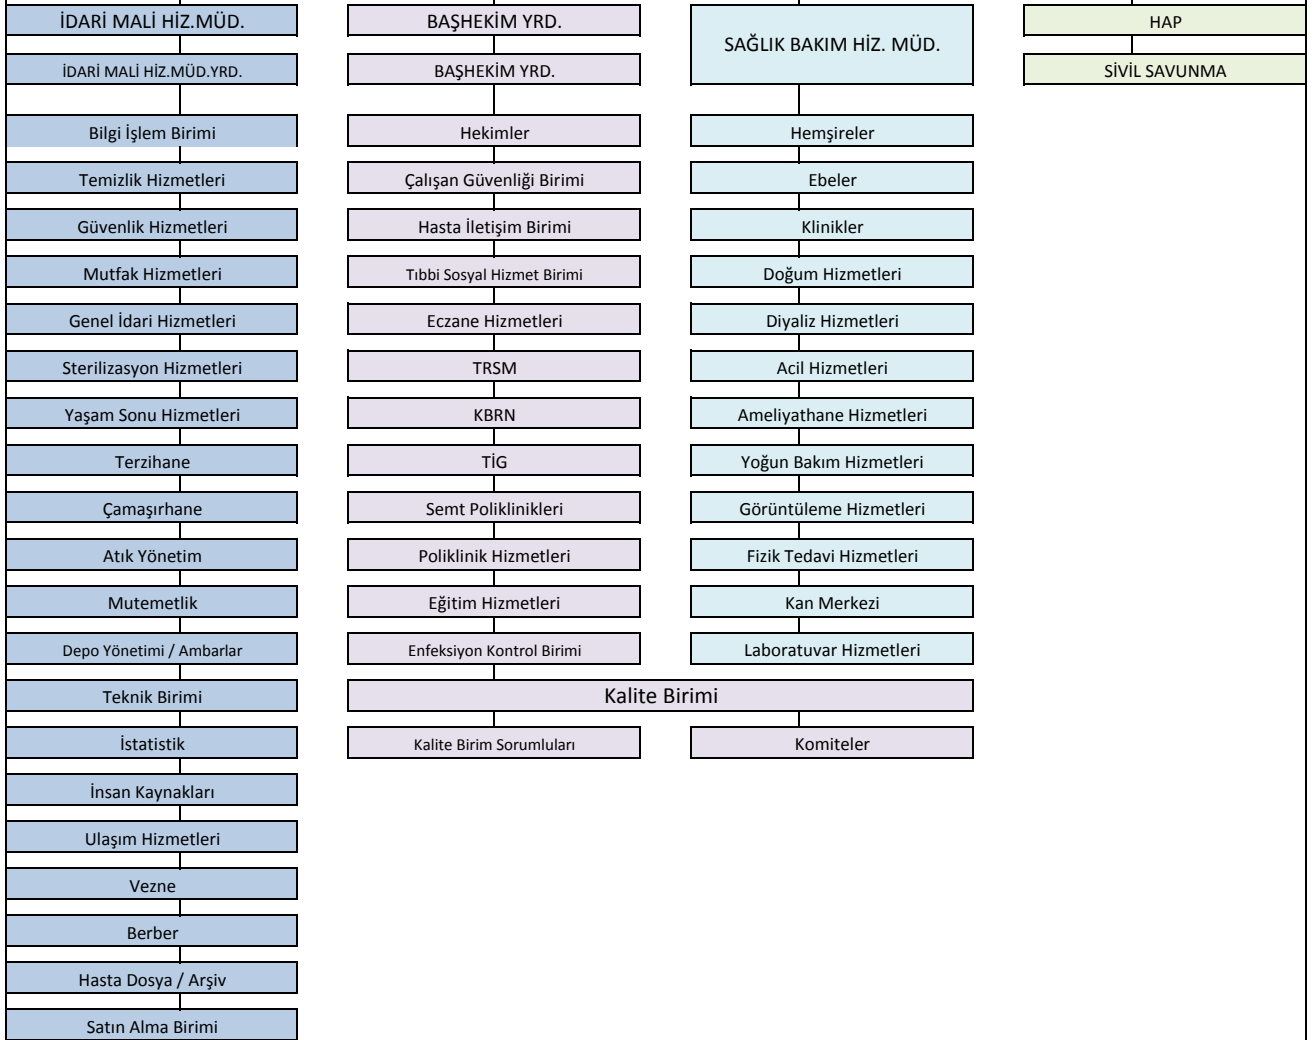 İDARİ MALİ HİZ.MÜD.
İDARİ MALİ HİZ.MÜD.YRD.
Bilgi İşlem Birimi
Temizlik Hizmetleri
Güvenlik Hizmetleri
Mutfak Hizmetleri
Genel İdari Hizmetleri
Sterilizasyon Hizmetleri
Yaşam Sonu Hizmetleri
Terzihane
Çamaşırhane
Atık Yönetim
Mutemetlik
Depo Yönetimi / Ambarlar
Teknik Birimi
İstatistik
İnsan Kaynakları
Ulaşım Hizmetleri
Vezne
Berber
Hasta Dosya / Arşiv
Satın Alma Birimi
BAŞHEKİM YRD.
BAŞHEKİM YRD.
Hekimler
Çalışan Güvenliği Birimi
Hasta İletişim Birimi
Tıbbi Sosyal Hizmet Birimi
Eczane Hizmetleri
TRSM
KBRN
TİG
Semt Poliklinikleri
Poliklinik Hizmetleri
Eğitim Hizmetleri
Enfeksiyon Kontrol Birimi
SAĞLIK BAKIM HİZ. MÜD.
Hemşireler
Ebeler
Klinikler
Doğum Hizmetleri
Diyaliz Hizmetleri
Acil Hizmetleri
Ameliyathane Hizmetleri
Yoğun Bakım Hizmetleri
Görüntüleme Hizmetleri
Fizik Tedavi Hizmetleri
Kan Merkezi
Laboratuvar Hizmetleri
Kalite Birimi
Kalite Birim Sorumluları
Komiteler
HAP
SİVİL SAVUNMA